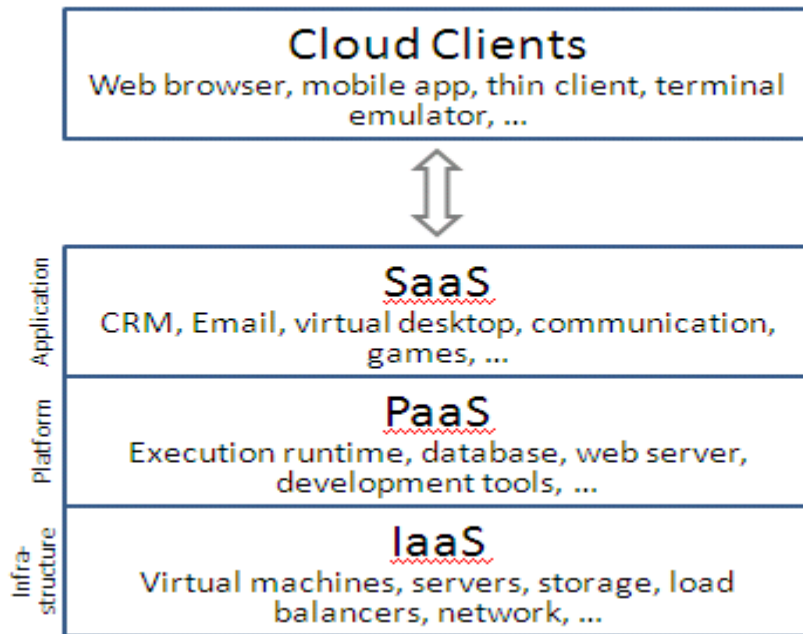 Cloud Clients
Web browser, mobile app, thin client, terminal
emulator, ...
Application
SaaS
CRM, Email, virtual desktop, communication,
games, ...
Platform
PaaS
Execution runtime, database, web server,
development tools, ...
Infra-
structure
IaaS
Virtual machines, servers, storage, load
balancers, network, ...